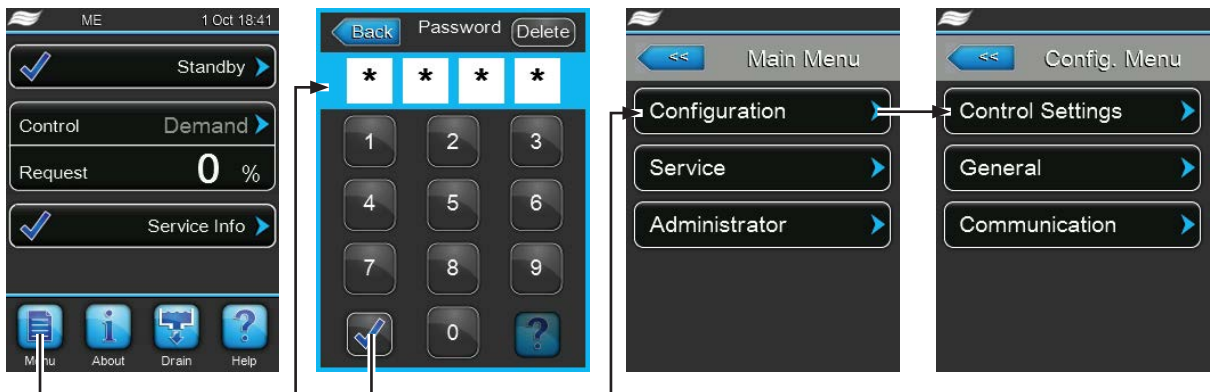 ME 1 Oct 18:41
Standby
Control Demand
Request 0 %
Service Info
Menu About Drain Help
Back Password Delete
* * * *
1 2 3
4 5 6
7 8 9
0 ?
<< Main Menu
Configuration
Service
Administrator
<< Config. Menu
Control Settings
General
Communication